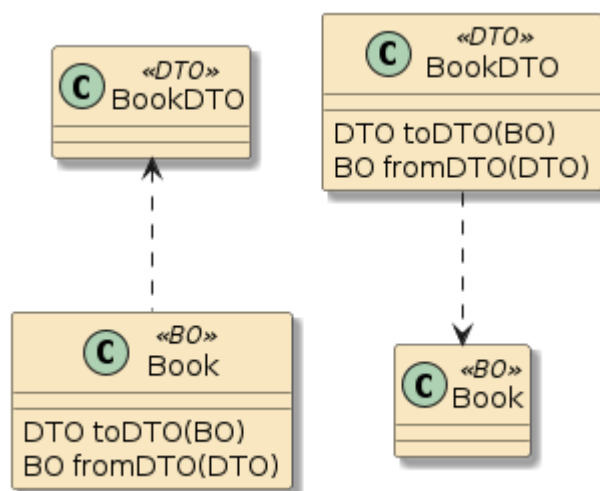 C
«DTO»
BookDTO
C
«BO»
Book
DTO toDTO(BO)
BO fromDTO(DTO)
C
«DTO»
BookDTO
DTO toDTO(BO)
BO fromDTO(DTO)
C
«BO»
Book